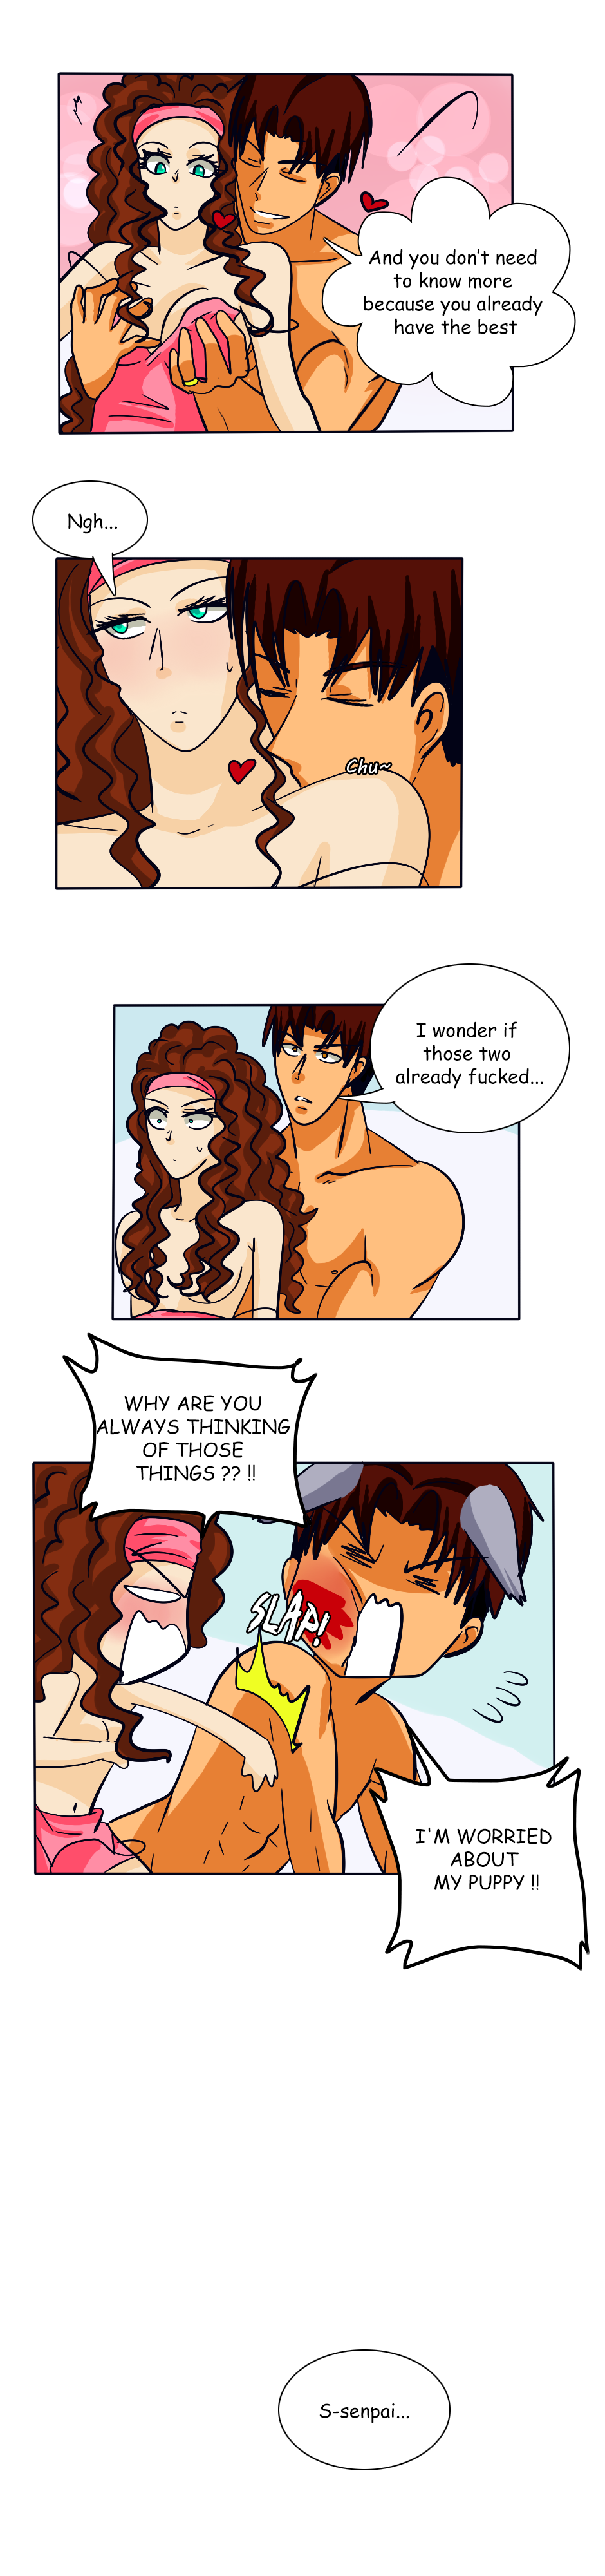 And you don't need
to know more
because you already
have the best
Ngh...
Chu~
I wonder if
those two
already fucked...
WHY ARE YOU
ALWAYS THINKING
OF THOSE
THINGS ?? !!
SLAP!
I'M WORRIED
ABOUT
MY PUPPY !!
S-senpai...